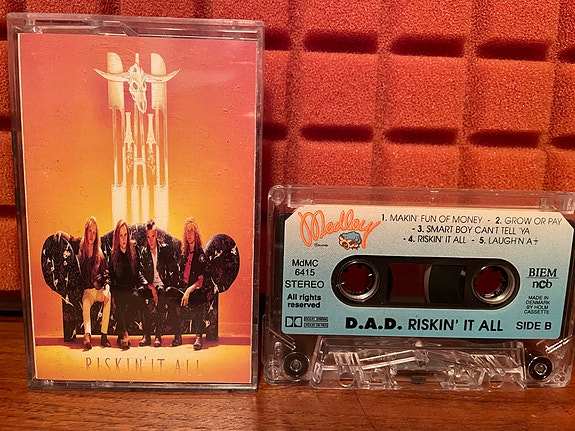 RISKIN' IT ALL
Medley
Records
1. MAKIN' FUN OF MONEY - 2. GROW OR PAY
- 3. SMART BOY CAN'T TELL 'YA
- 4. RISKIN' IT ALL - 5. LAUGH'N A ½
MdMC
6415
STEREO
All rights
reserved
BIEM
ncb
MADE IN
DENMARK
BY HOLM
CASSETTE
D.A.D. RISKIN' IT ALL
SIDE B